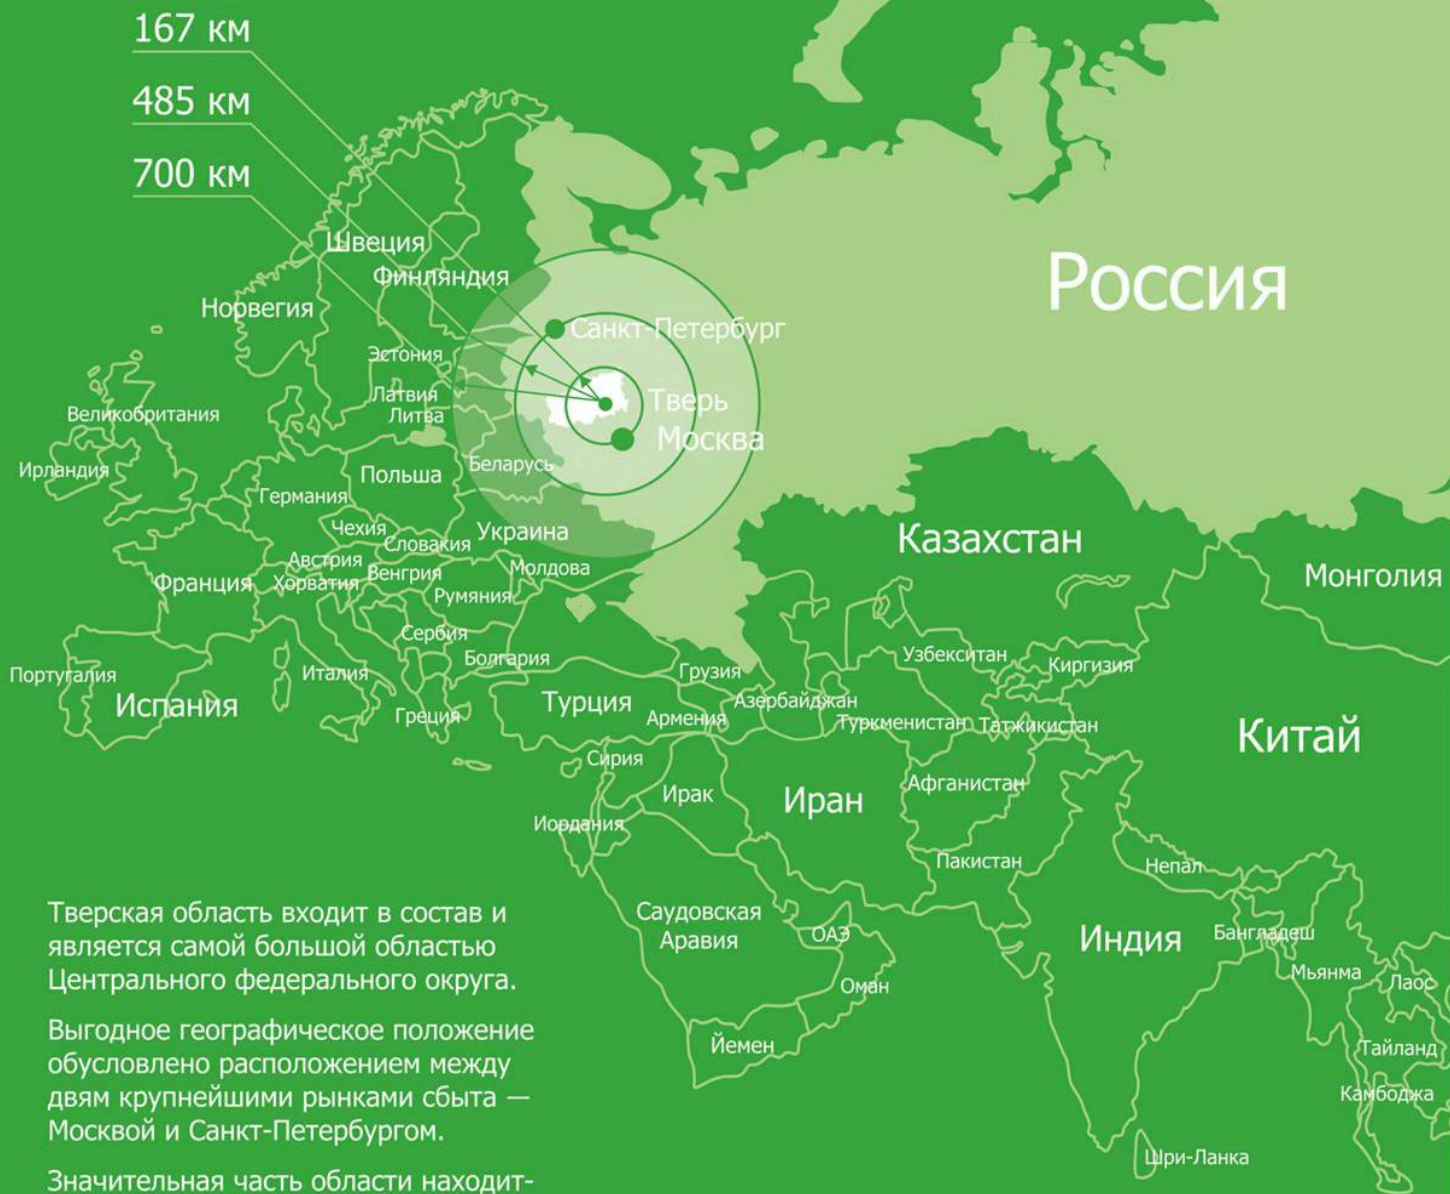 167 км
485 км
700 км
Швеция
Финляндия
Норвегия
Россия
Санкт-Петербург
Эстония
Латвия
Литва
Тверь
Москва
Великобритания
Ирландия
Беларусь
Польша
Германия
Чехия
Словакия
Украина
Казахстан
Австрия
Венгрия
Молдова
Франция
Хорватия
Румыния
Монголия
Сербия
Болгария
Грузия
Узбекситан
Киргизия
Португалия
Италия
Испания
Греция
Турция
Армения
Азербайджан
Туркменистан
Татжикистан
Китай
Сирия
Ирак
Иран
Афганистан
Иордания
Пакистан
Непал
Саудовская
Аравия
ОАЭ
Индия
Бангладеш
Оман
Мьянма
Лаос
Йемен
Тайланд
Камбоджа
Шри-Ланка
Тверская область входит в состав и
является самой большой областью
Центрального федерального округа.
Выгодное географическое положение
обусловлено расположением между
двям крупнейшими рынками сбыта —
Москвой и Санкт-Петербургом.
Значительная часть области находит-